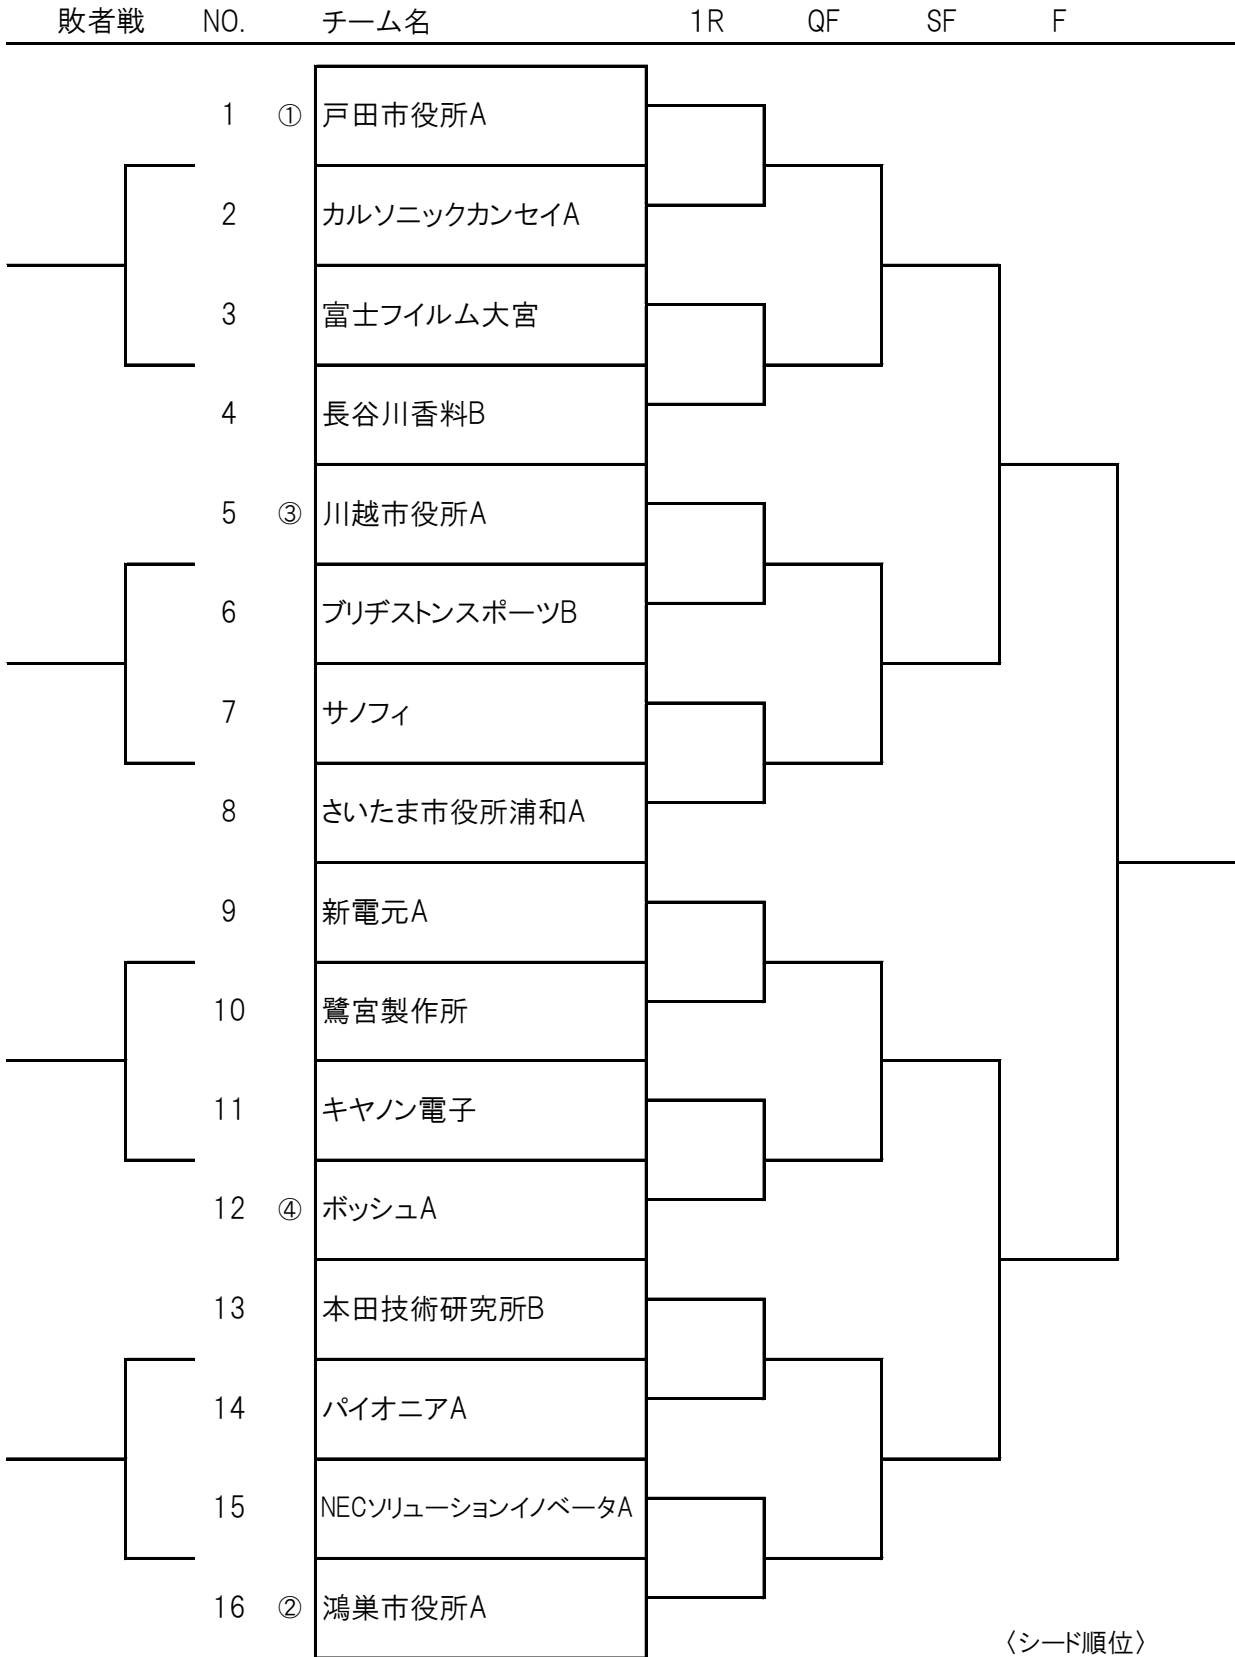 敗者戦 NO. チーム名 1R QF SF F
1 ① 戸田市役所A
2 カルソニックカンセイA
3 富士フイルム大宮
4 長谷川香料B
5 ③ 川越市役所A
6 ブリヂストンスポーツB
7 サノフィ
8 さいたま市役所浦和A
9 新電元A
10 鷺宮製作所
11 キヤノン電子
12 ④ ボッシュA
13 本田技術研究所B
14 パイオニアA
15 NECソリューションイノベータA
16 ② 鴻巣市役所A
〈シード順位〉